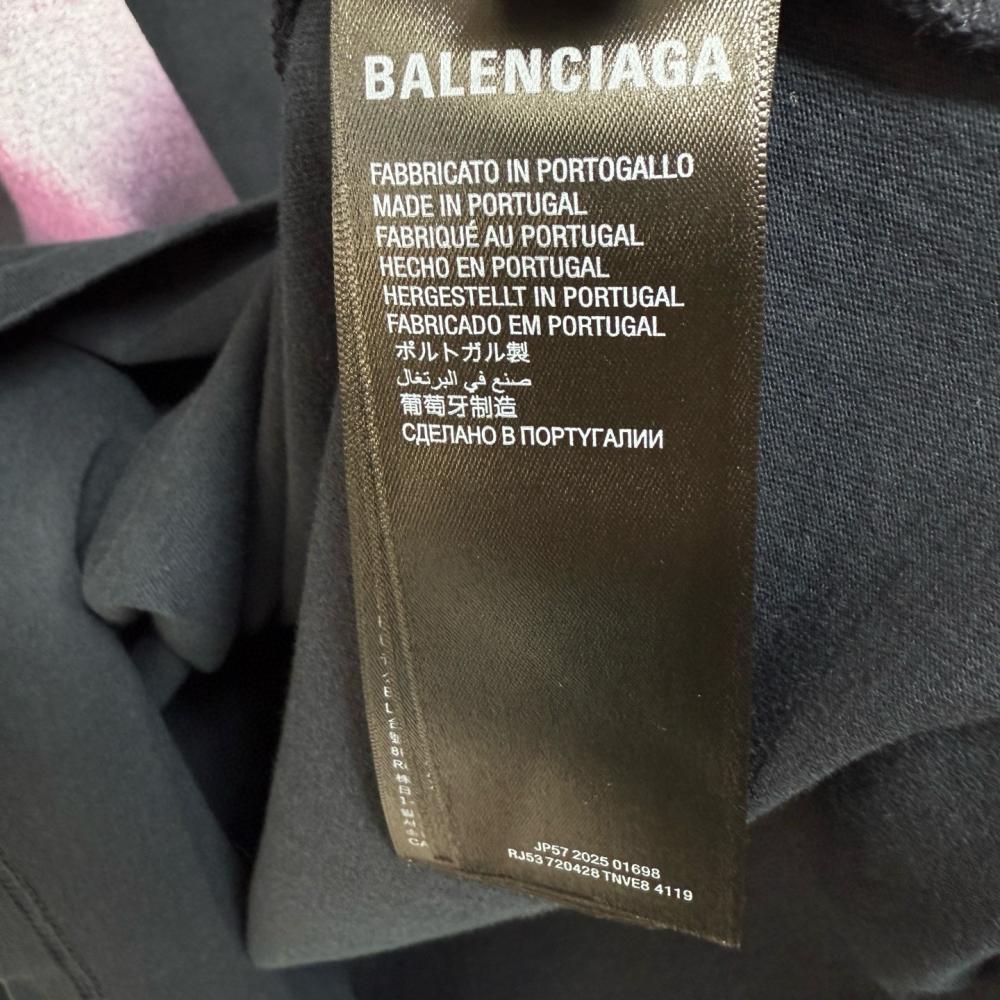 BALENCIAGA
FABBRICATO IN PORTOGALLO
MADE IN PORTUGAL
FABRIQUÉ AU PORTUGAL
HECHO EN PORTUGAL
HERGESTELLT IN PORTUGAL
FABRICADO EM PORTUGAL
ポルトガル製
صنع في البرتغال
葡萄牙制造
СДЕЛАНО В ПОРТУГАЛИИ
JP57 2025 01698
RJ53 720428 TNVE8 4119